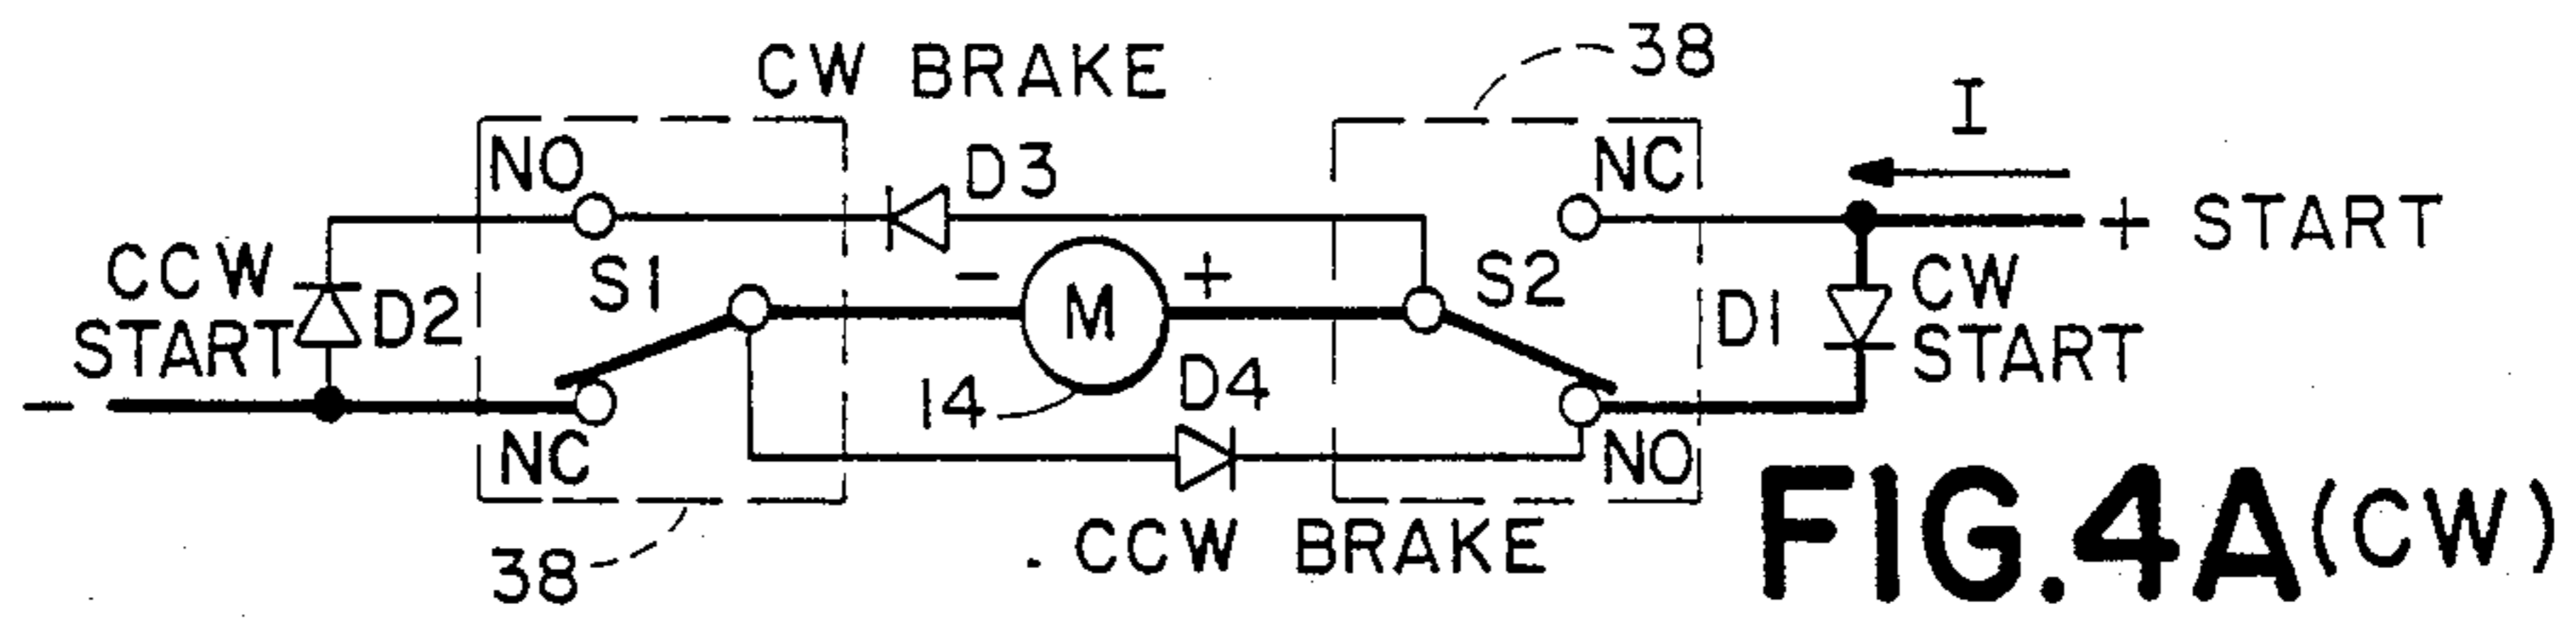 CW BRAKE
38
I
NO
D3
NC
+ START
CCW
START
D2
S1
-
M
+
S2
D1
CW
START
14
D4
-
NC
NO
38
CCW BRAKE
FIG.4A(CW)